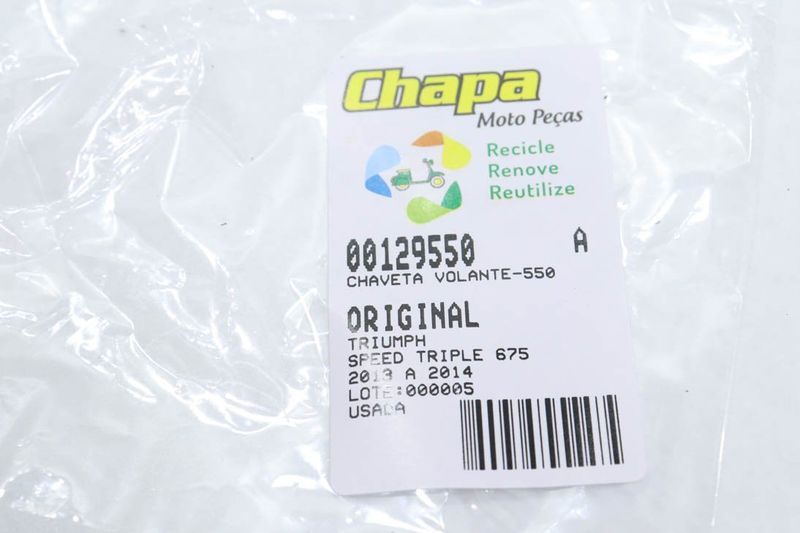 Chapa
Moto Peças
Recicle
Renove
Reutilize
00129550 A
CHAVETA VOLANTE-550
ORIGINAL
TRIUMPH
SPEED TRIPLE 675
2013 A 2014
LOTE:000005
USADA